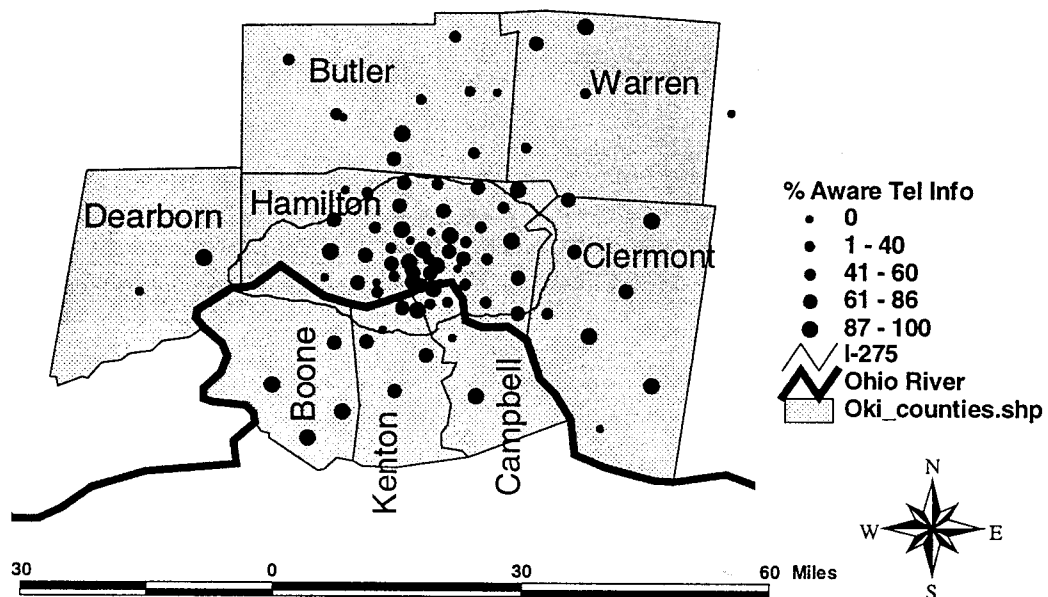 Butler
Warren
Dearborn
Hamilton
Clermont
Boone
Kenton
Campbell
% Aware Tel Info
0
1 - 40
41 - 60
61 - 86
87 - 100
I-275
Ohio River
Oki_counties.shp
N
W
E
S
30
0
30
60 Miles